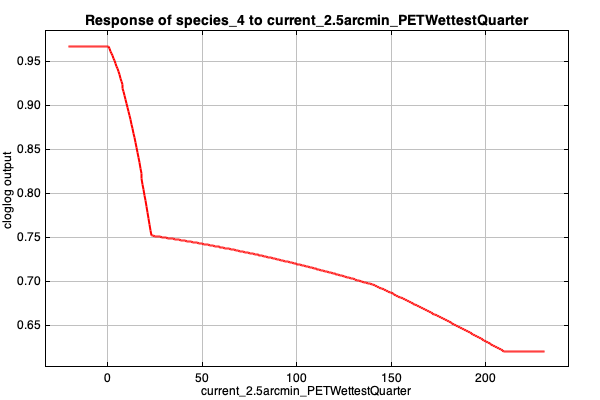 Response of species_4 to current_2.5arcmin_PETWettestQuarter
0.95
0.90
0.85
0.80
0.75
0.70
0.65
cloglog output
0 50 100 150 200
current_2.5arcmin_PETWettestQuarter